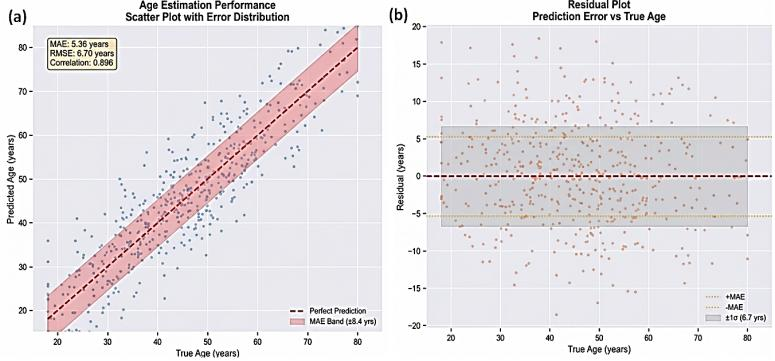 (a)
Age Estimation Performance
Scatter Plot with Error Distribution
MAE: 5.36 years
RMSE: 6.70 years
Correlation: 0.896
Predicted Age (years)
80
70
60
50
40
30
20
20
30
40
50
60
70
80
True Age (years)
Perfect Prediction
MAE Band (±8.4 yrs)
(b)
Residual Plot
Prediction Error vs True Age
Residual (years)
20
15
10
5
0
−5
−10
−15
−20
20
30
40
50
60
70
80
True Age (years)
+MAE
-MAE
±1σ (6.7 yrs)